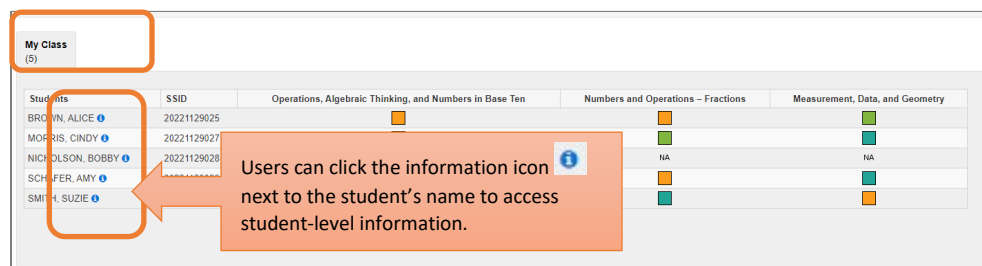 My Class
(5)
Students SSID Operations, Algebraic Thinking, and Numbers in Base Ten Numbers and Operations – Fractions Measurement, Data, and Geometry
BROWN, ALICE 20221129025
MORRIS, CINDY 20221129027
NICHOLSON, BOBBY 20221129028 NA NA
SCHAFER, AMY
SMITH, SUZIE
Users can click the information icon
next to the student’s name to access
student-level information.